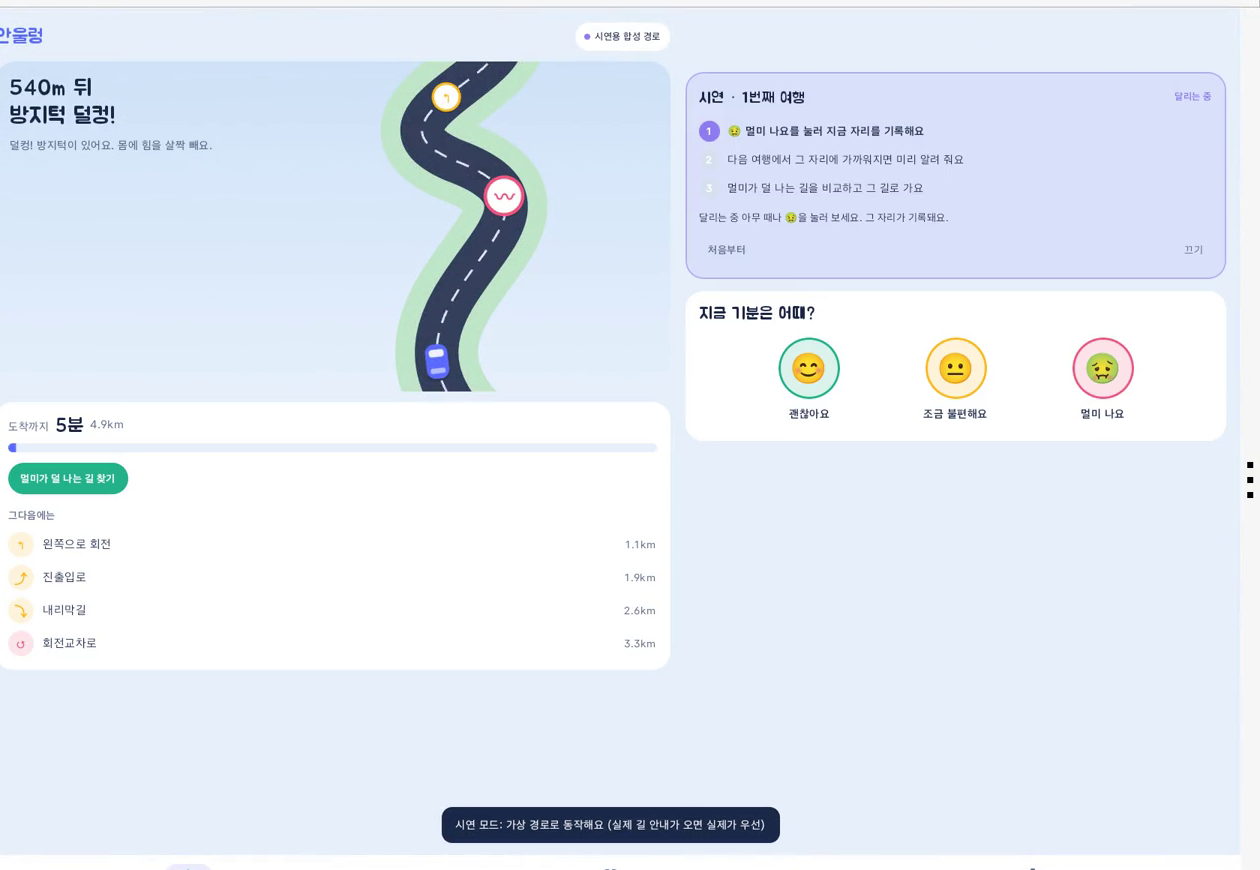 안울렁
시연용 합성 경로
540m 뒤
방지턱 덜컹!
덜컹! 방지턱이 있어요. 몸에 힘을 살짝 빼요.
도착까지 5분 4.9km
멀미가 덜 나는 길 찾기
그다음에는
왼쪽으로 회전 1.1km
진출입로 1.9km
내리막길 2.6km
회전교차로 3.3km
시연 · 1번째 여행 달리는 중
1 멀미 나요를 눌러 지금 자리를 기록해요
2 다음 여행에서 그 자리에 가까워지면 미리 알려 줘요
3 멀미가 덜 나는 길을 비교하고 그 길로 가요
달리는 중 아무 때나 🤢을 눌러 보세요. 그 자리가 기록돼요.
처음부터 끄기
지금 기분은 어때?
괜찮아요 조금 불편해요 멀미 나요
시연 모드: 가상 경로로 동작해요 (실제 길 안내가 오면 실제가 우선)